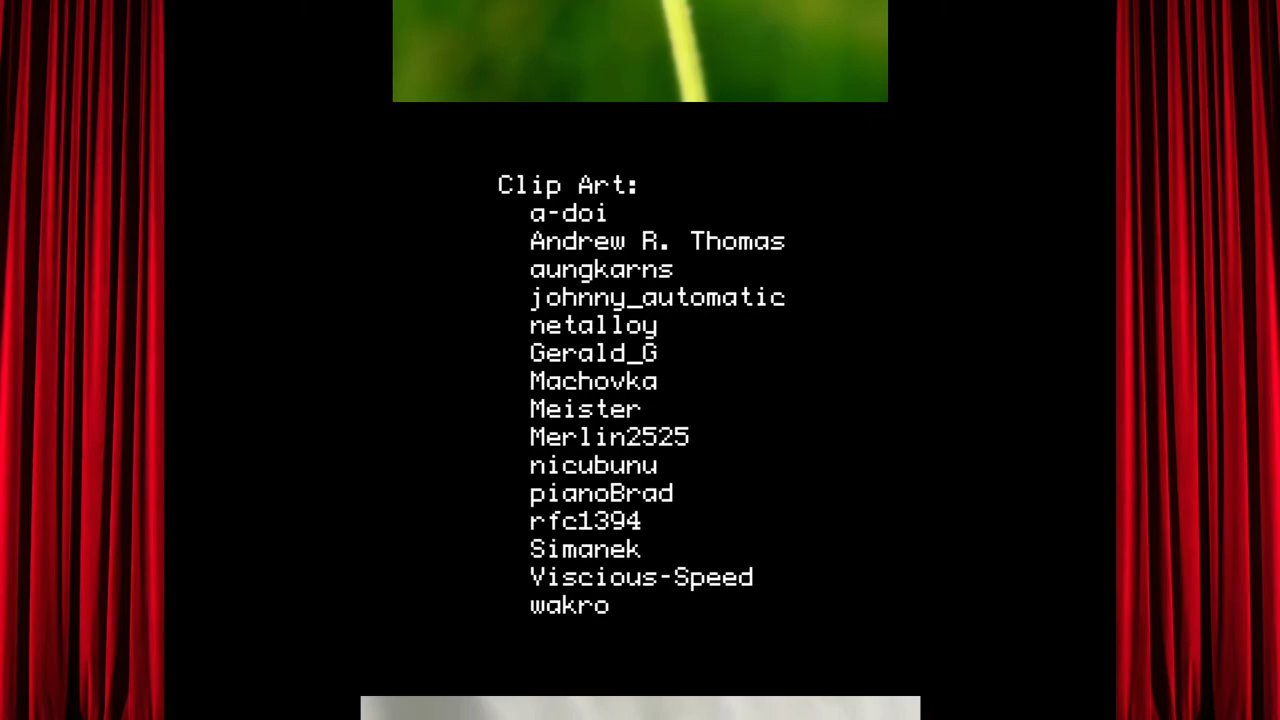 Clip Art:
a-doi
Andrew R. Thomas
aungkarns
johnny_automatic
netalloy
Gerald_G
Machovka
Meister
Merlin2525
nicubunu
pianoBrad
rfc1394
Simanek
Viscious-Speed
wakro